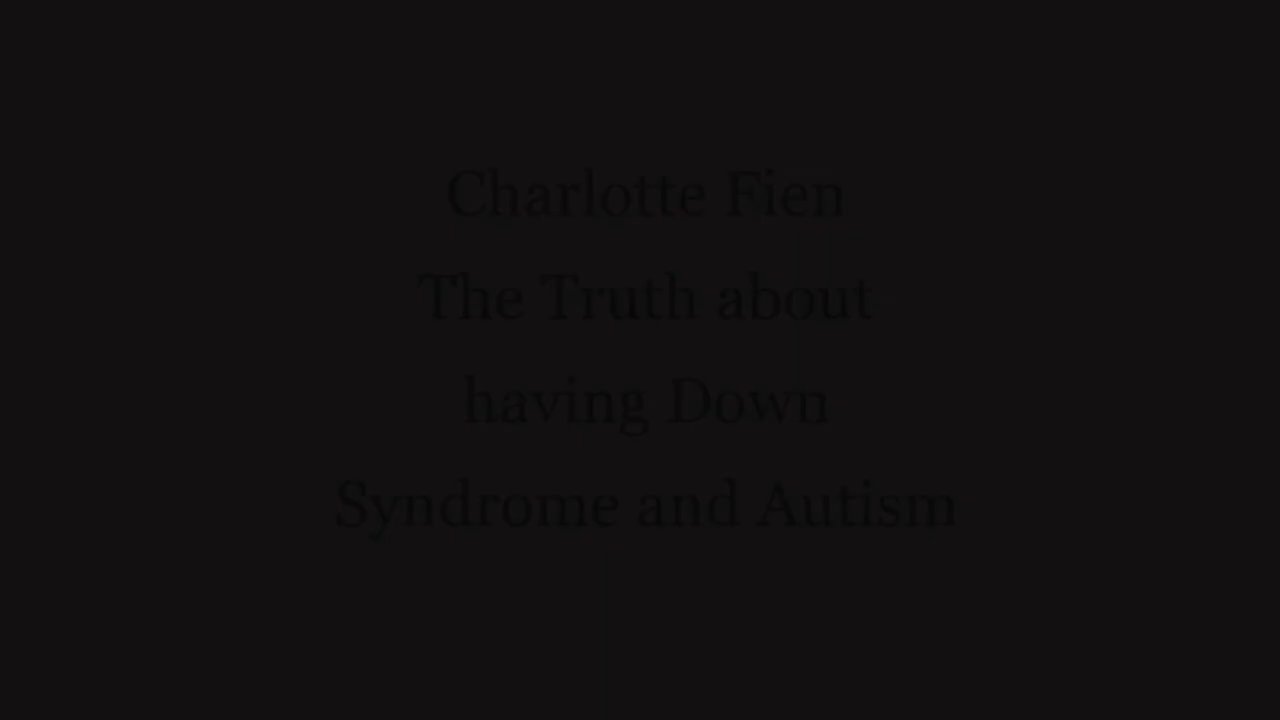 Charlotte Fien
The Truth about
having Down
Syndrome and Autism